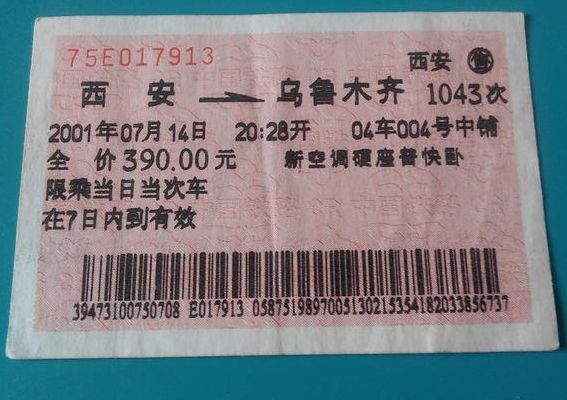 75E017913
西安 售
西安 乌鲁木齐 1043次
2001年07月14日 20:28开 04车004号中铺
全价390.00元 新空调硬座普快卧
限乘当日当次车
在7日内到有效
39473100750708 E017913 05875198970051302153541820338567​37